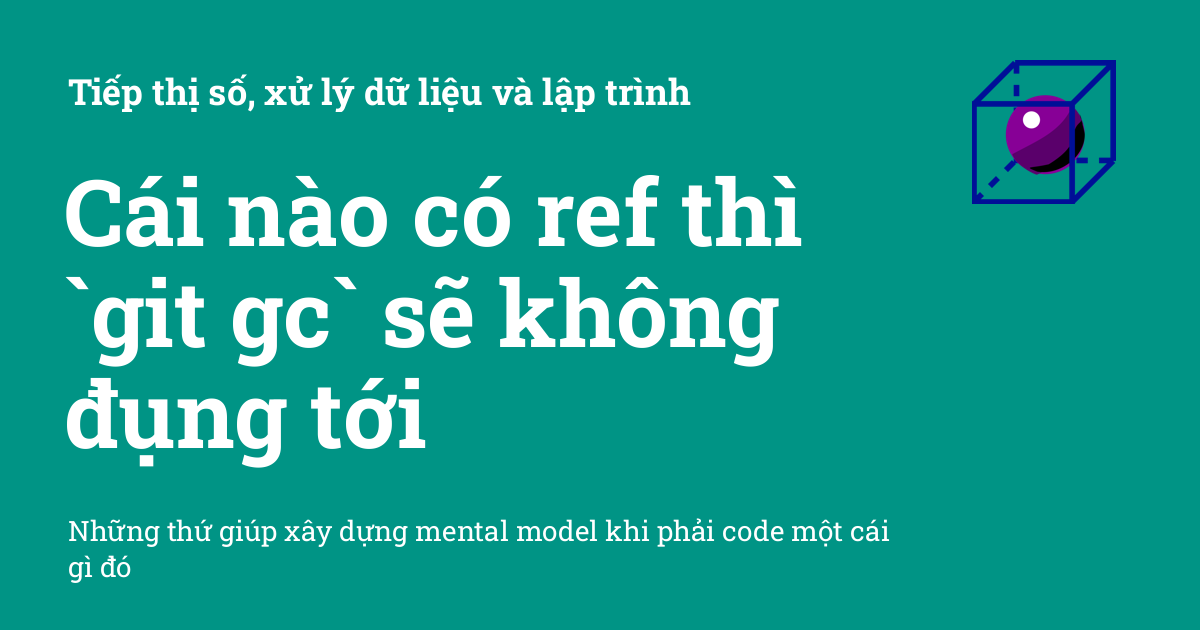 Tiếp thị số, xử lý dữ liệu và lập trình
Cái nào có ref thì
`git gc` sẽ không
đụng tới
Những thứ giúp xây dựng mental model khi phải code một cái
gì đó